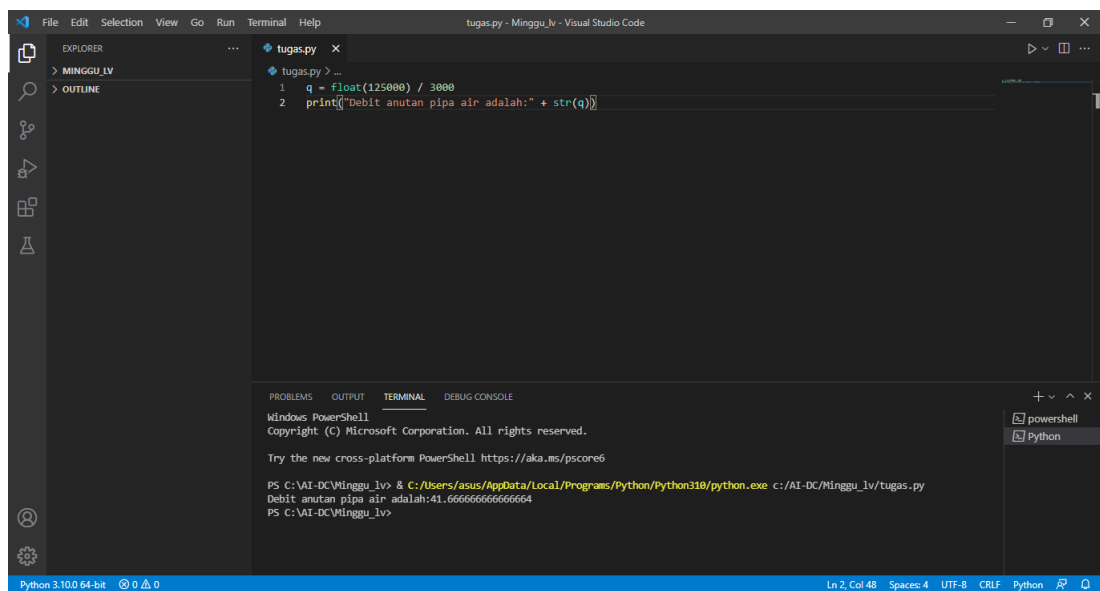 File Edit Selection View Go Run Terminal Help tugas.py - Minggu_lv - Visual Studio Code
EXPLORER
MINGGU_LV
OUTLINE
tugas.py
tugas.py > ...
1 q = float(125000) / 3000
2 print("Debit anutan pipa air adalah:" + str(q))
PROBLEMS OUTPUT TERMINAL DEBUG CONSOLE
Windows PowerShell
Copyright (C) Microsoft Corporation. All rights reserved.
Try the new cross-platform PowerShell https://aka.ms/pscore6
PS C:\AI-DC\Minggu_lv> & C:/Users/asus/AppData/Local/Programs/Python/Python310/python.exe c:/AI-DC/Minggu_lv/tugas.py
Debit anutan pipa air adalah:41.666666666666664
PS C:\AI-DC\Minggu_lv>
powershell
Python
Python 3.10.0 64-bit 0 0 Ln 2, Col 48 Spaces: 4 UTF-8 CRLF Python